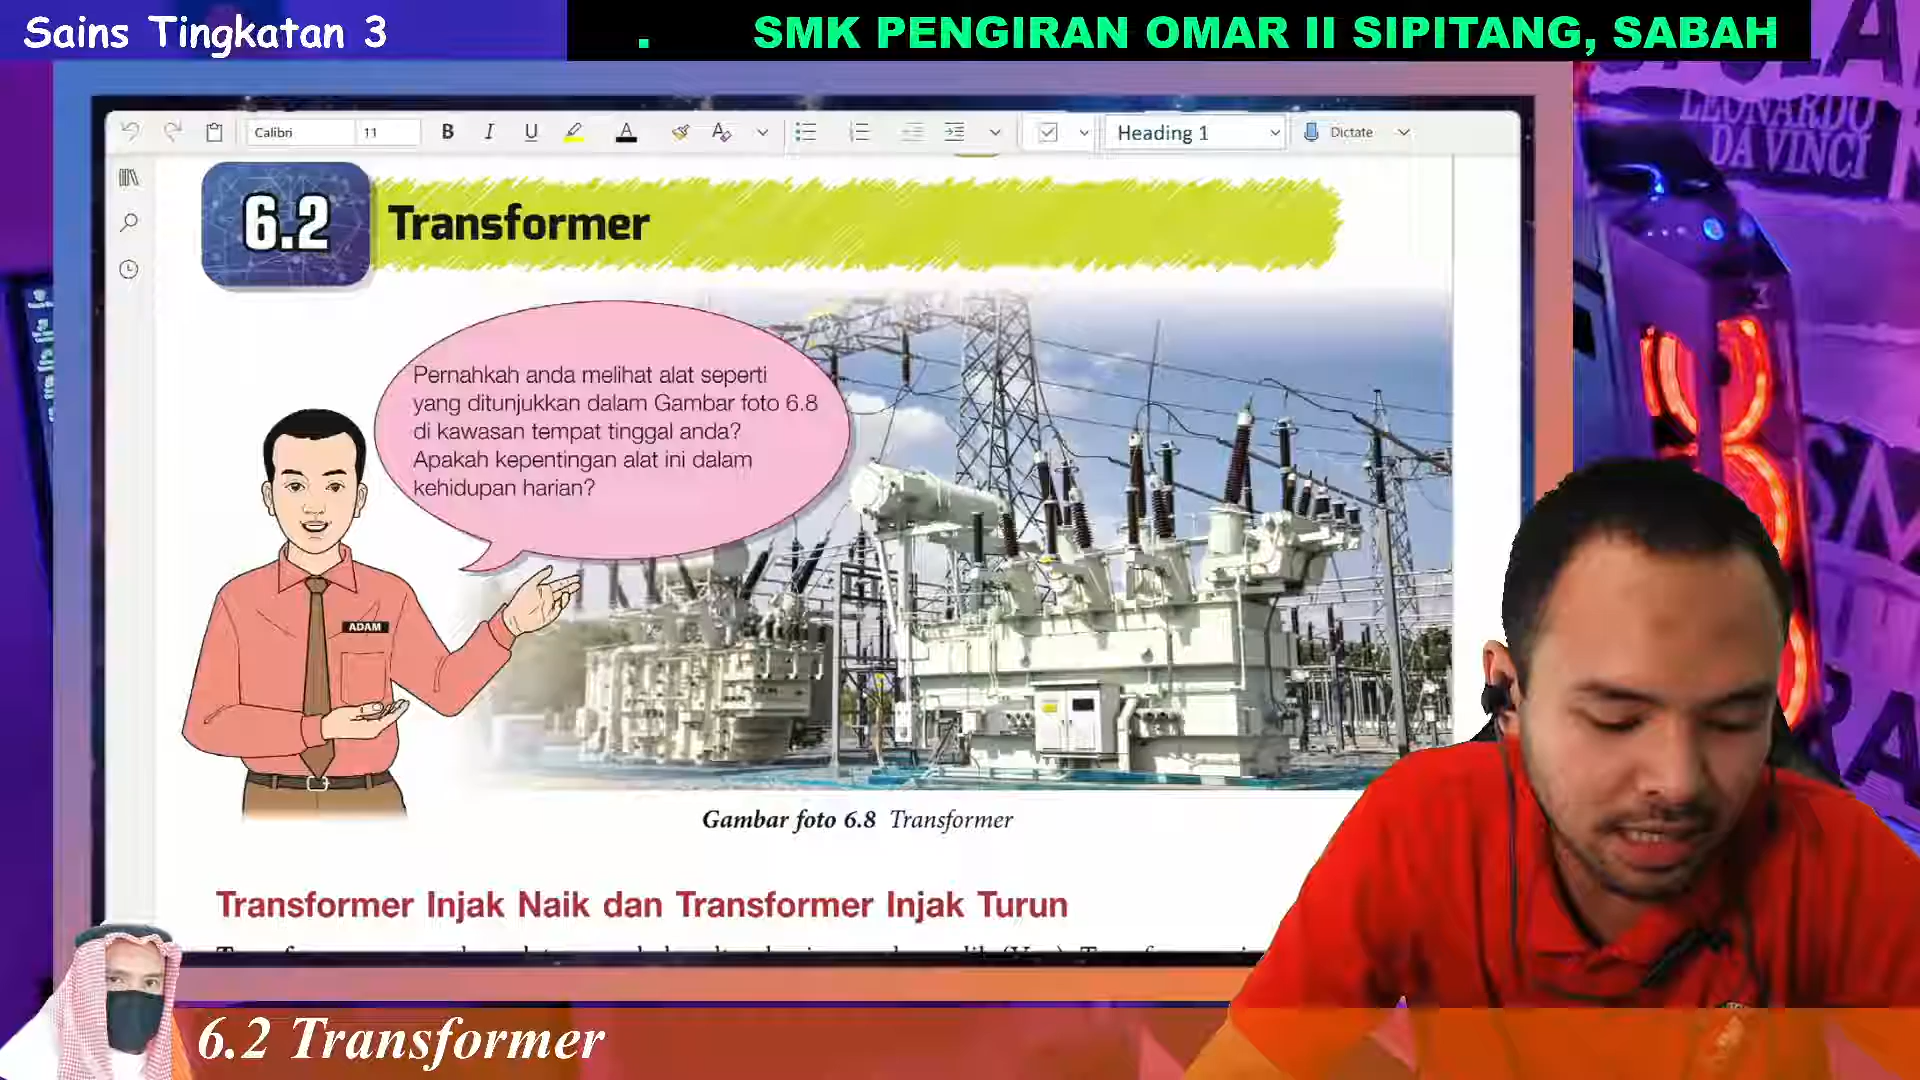 Sains Tingkatan 3
. SMK PENGIRAN OMAR II SIPITANG, SABAH
Calibri 11 B I U A A Heading 1 Dictate
6.2 Transformer
Pernahkah anda melihat alat seperti
yang ditunjukkan dalam Gambar foto 6.8
di kawasan tempat tinggal anda?
Apakah kepentingan alat ini dalam
kehidupan harian?
ADAM
Gambar foto 6.8 Transformer
Transformer Injak Naik dan Transformer Injak Turun
6.2 Transformer
LEONARDO
DA VINCI